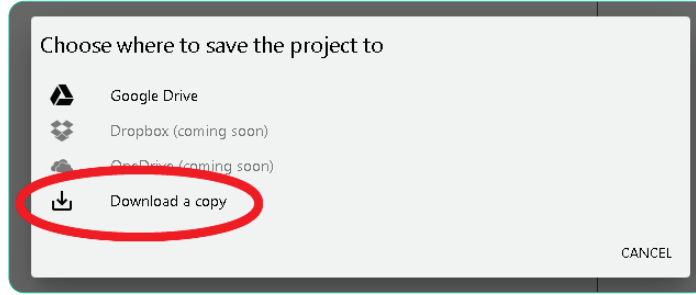 Choose where to save the project to
Google Drive
Dropbox (coming soon)
OneDrive (coming soon)
Download a copy
CANCEL